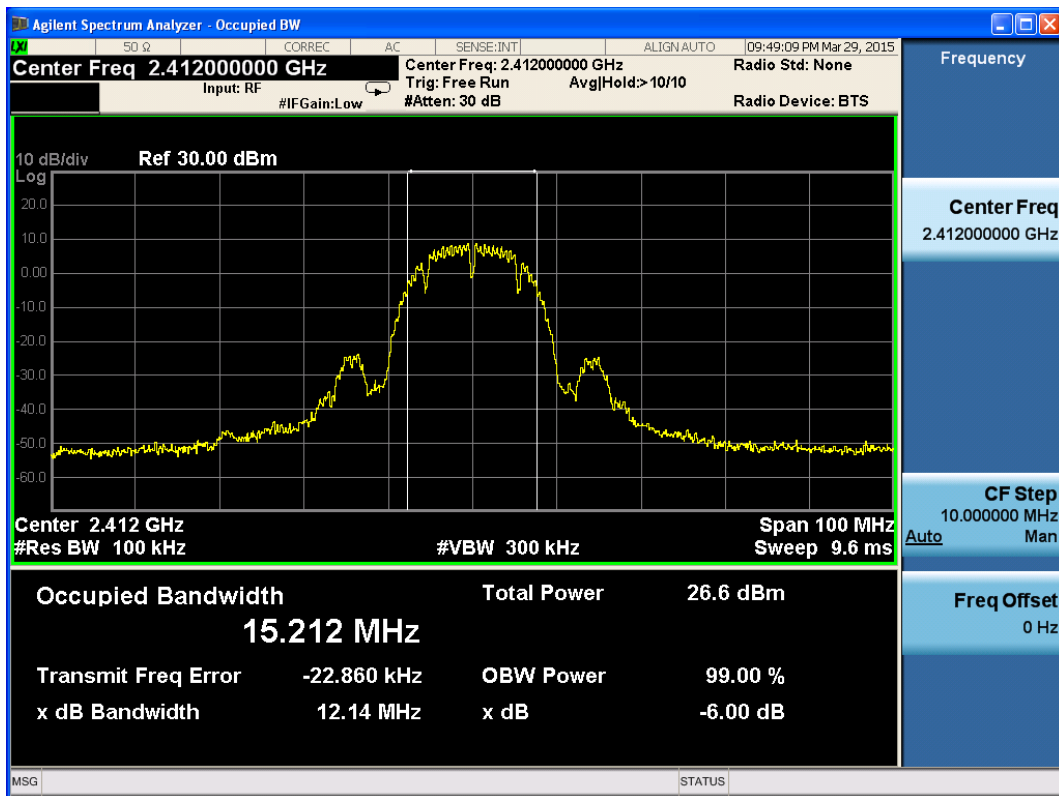 Agilent Spectrum Analyzer - Occupied BW
LXI 50 Ω CORREC AC SENSE:INT ALIGN AUTO 09:49:09 PM Mar 29, 2015
Center Freq 2.412000000 GHz
Input: RF
#IFGain:Low
Center Freq: 2.412000000 GHz
Trig: Free Run Avg|Hold:> 10/10
#Atten: 30 dB
Radio Std: None
Radio Device: BTS
10 dB/div Ref 30.00 dBm
Log
20.0
10.0
0.00
-10.0
-20.0
-30.0
-40.0
-50.0
-60.0
Center 2.412 GHz Span 100 MHz
#Res BW 100 kHz #VBW 300 kHz Sweep 9.6 ms
Occupied Bandwidth Total Power 26.6 dBm
15.212 MHz
Transmit Freq Error -22.860 kHz OBW Power 99.00 %
x dB Bandwidth 12.14 MHz x dB -6.00 dB
Frequency
Center Freq
2.412000000 GHz
CF Step
10.000000 MHz
Auto Man
Freq Offset
0 Hz
MSG STATUS